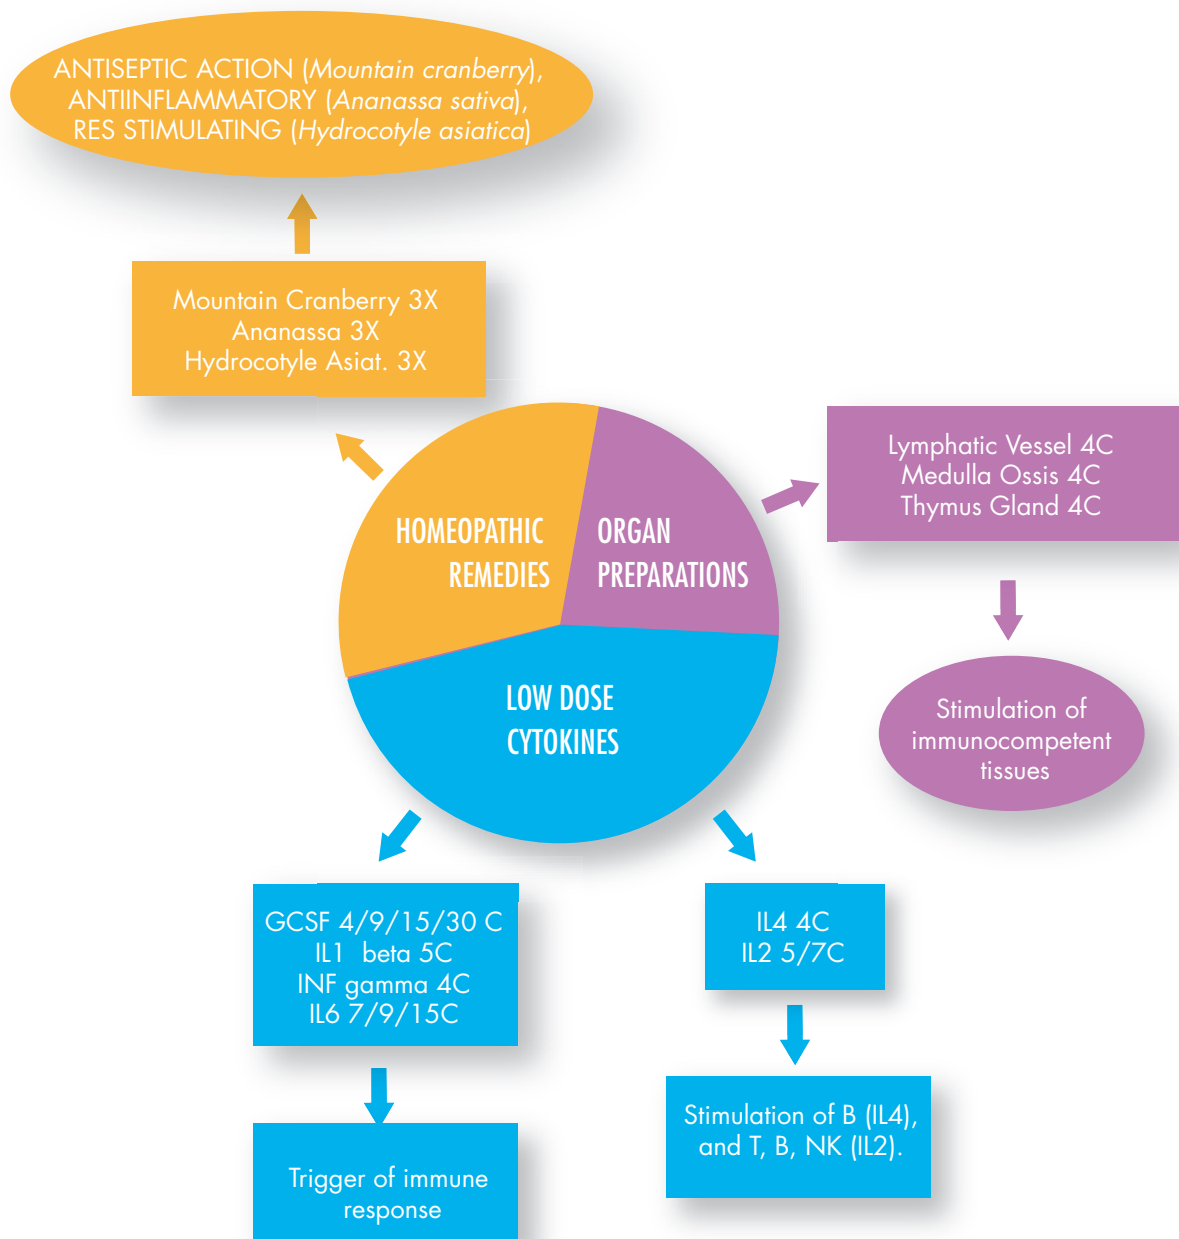 ANTISEPTIC ACTION (Mountain cranberry),
ANTIINFLAMMATORY (Ananassa sativa),
RES STIMULATING (Hydrocotyle asiatica)
Mountain Cranberry 3X
Ananassa 3X
Hydrocotyle Asiat. 3X
Lymphatic Vessel 4C
Medulla Ossis 4C
Thymus Gland 4C
HOMEOPATHIC
REMEDIES
ORGAN
PREPARATIONS
LOW DOSE
CYTOKINES
Stimulation of
immunocompetent
tissues
GCSF 4/9/15/30 C
IL1 beta 5C
INF gamma 4C
IL6 7/9/15C
IL4 4C
IL2 5/7C
Trigger of immune
response
Stimulation of B (IL4),
and T, B, NK (IL2).